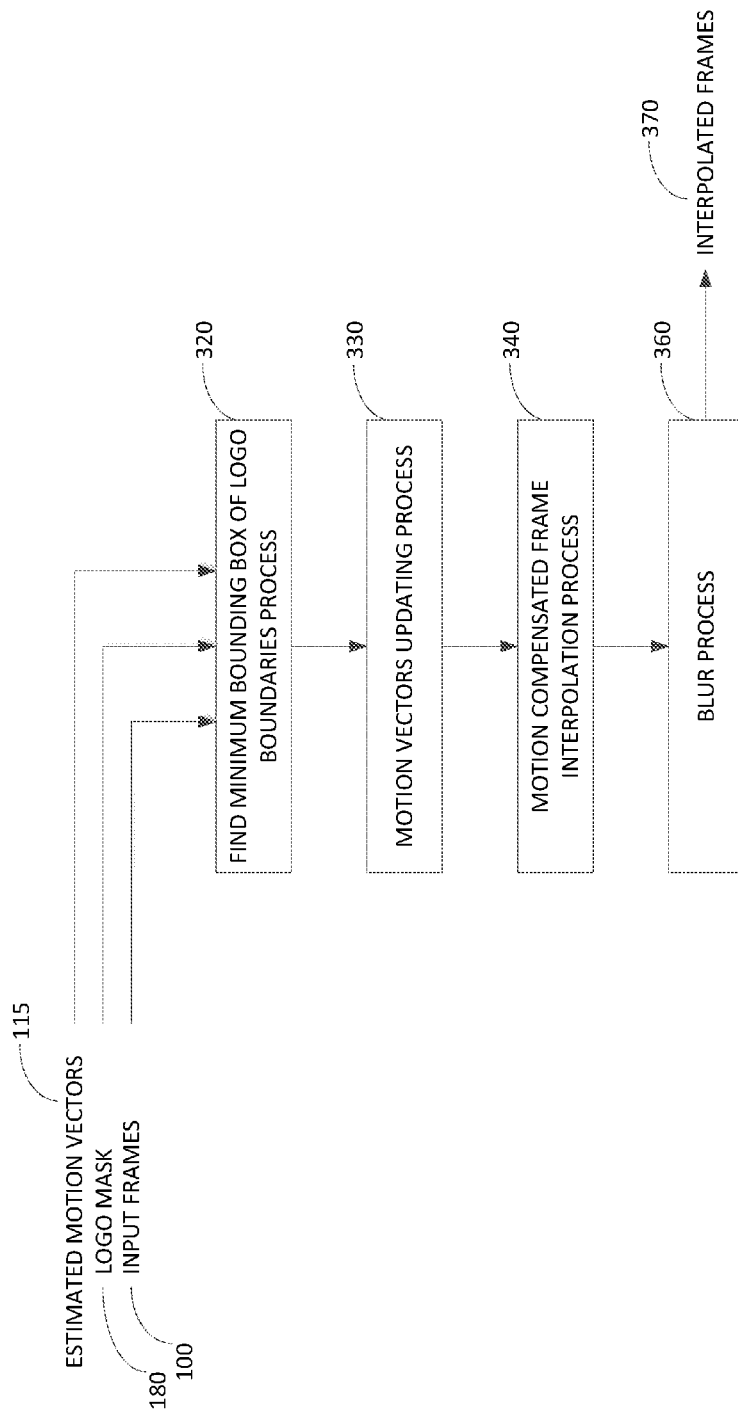 115
ESTIMATED MOTION VECTORS
LOGO MASK
INPUT FRAMES
180
100
320
FIND MINIMUM BOUNDING BOX OF LOGO
BOUNDARIES PROCESS
330
MOTION VECTORS UPDATING PROCESS
340
MOTION COMPENSATED FRAME
INTERPOLATION PROCESS
360
BLUR PROCESS
370
INTERPOLATED FRAMES